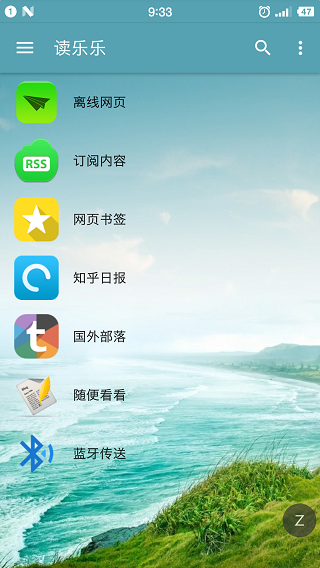 9:33
47
读乐乐
离线网页
RSS
订阅内容
网页书签
知乎日报
t
国外部落
随便看看
蓝牙传送
Z